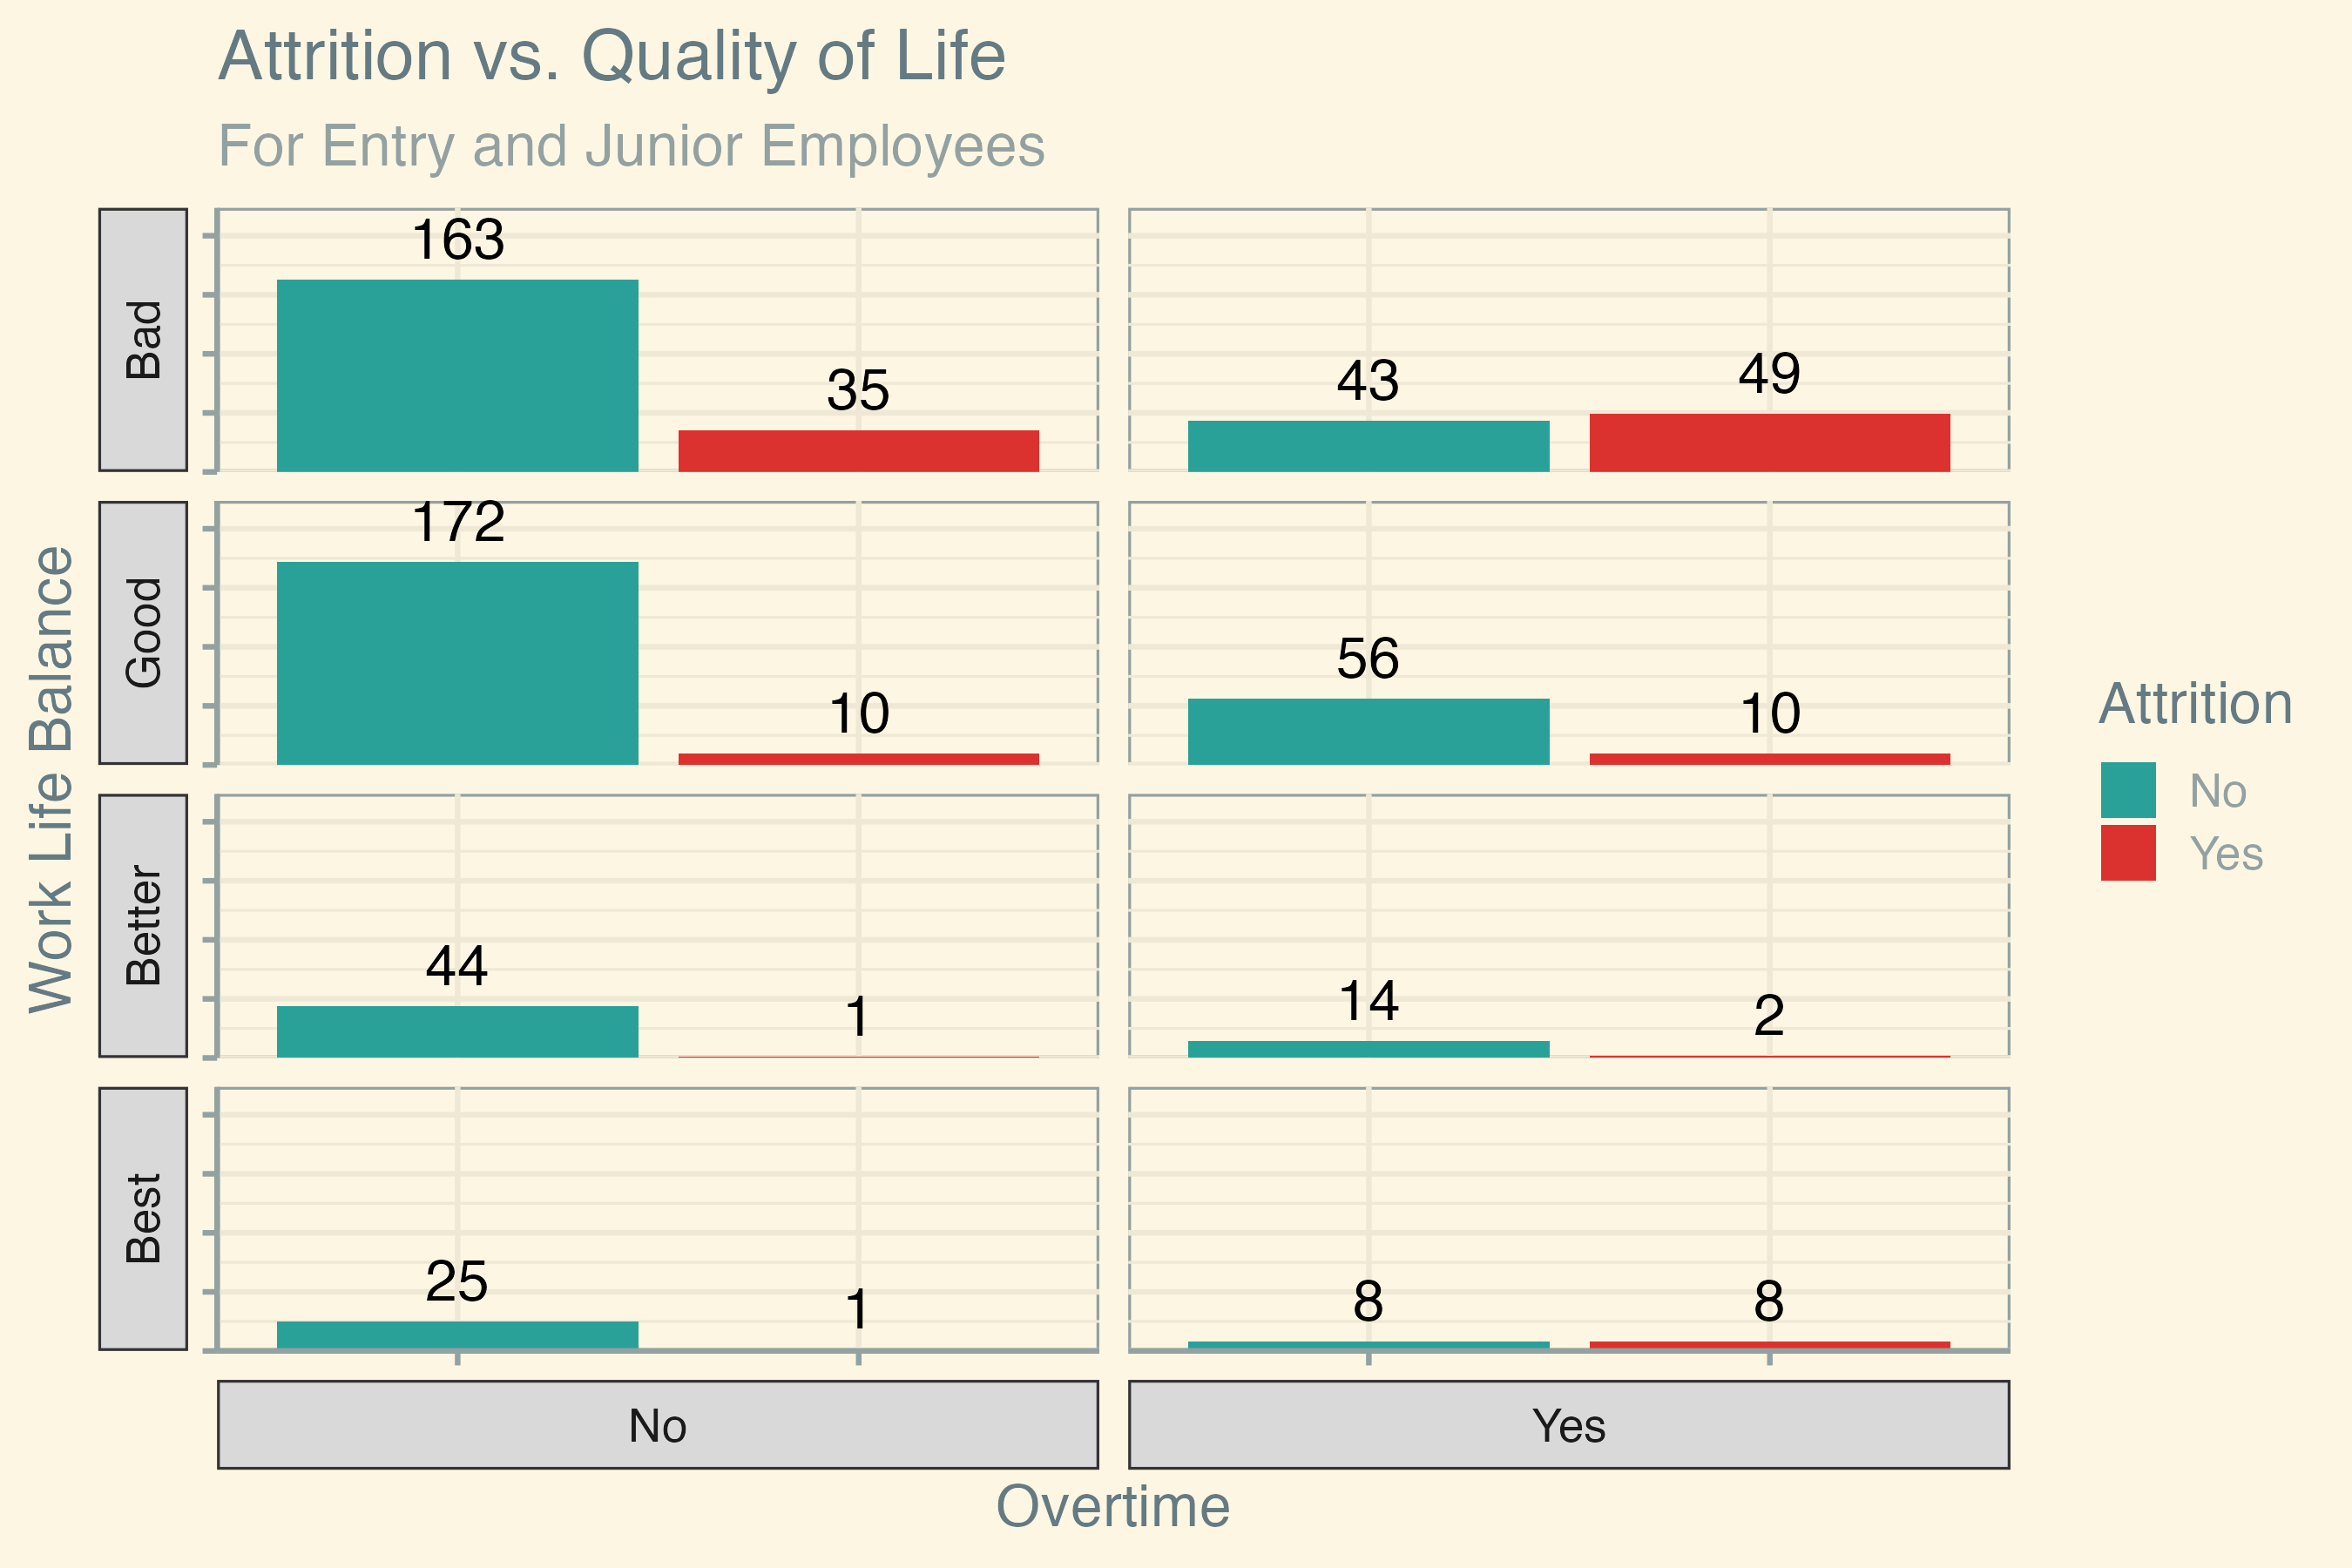 Attrition vs. Quality of Life
For Entry and Junior Employees
Work Life Balance
Bad
163
35
43
49
Good
172
10
56
10
Better
44
1
14
2
Best
25
1
8
8
No
Yes
Overtime
Attrition
No
Yes